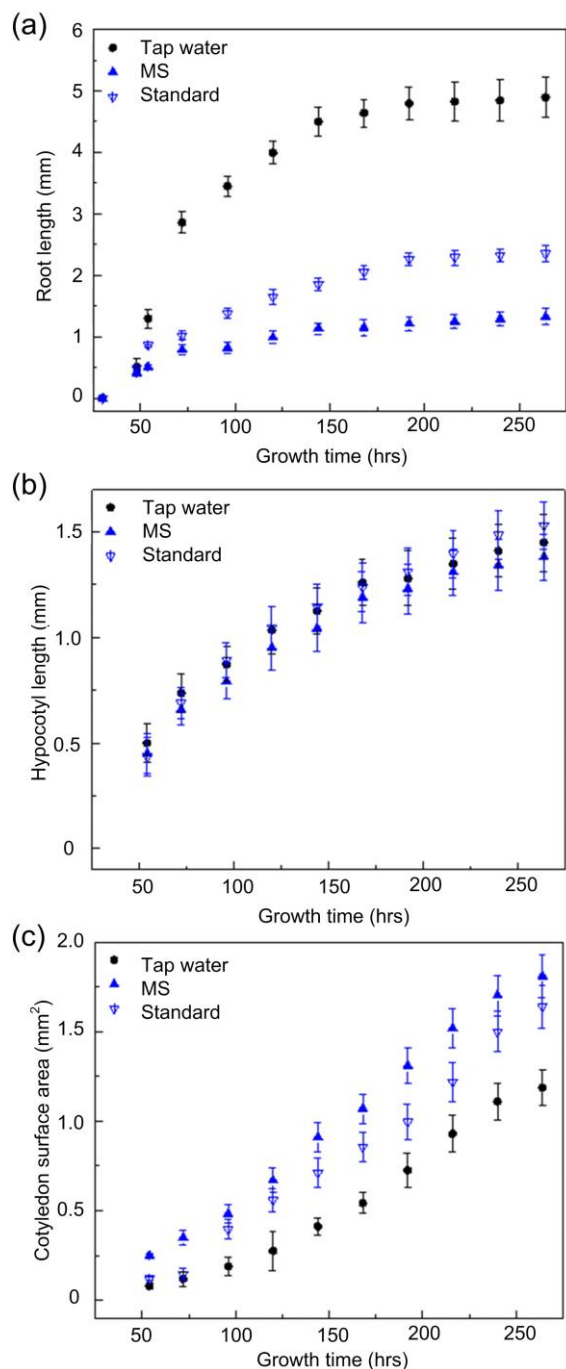 (a)
Tap water
MS
Standard
6
5
4
3
2
1
0
Root length (mm)
50
100
150
200
250
Growth time (hrs)
(b)
Tap water
MS
Standard
1.5
1.0
0.5
0
Hypocotyl length (mm)
50
100
150
200
250
Growth time (hrs)
(c)
Tap water
MS
Standard
2.0
1.5
1.0
0.5
0
Cotyledon surface area (mm²)
50
100
150
200
250
Growth time (hrs)